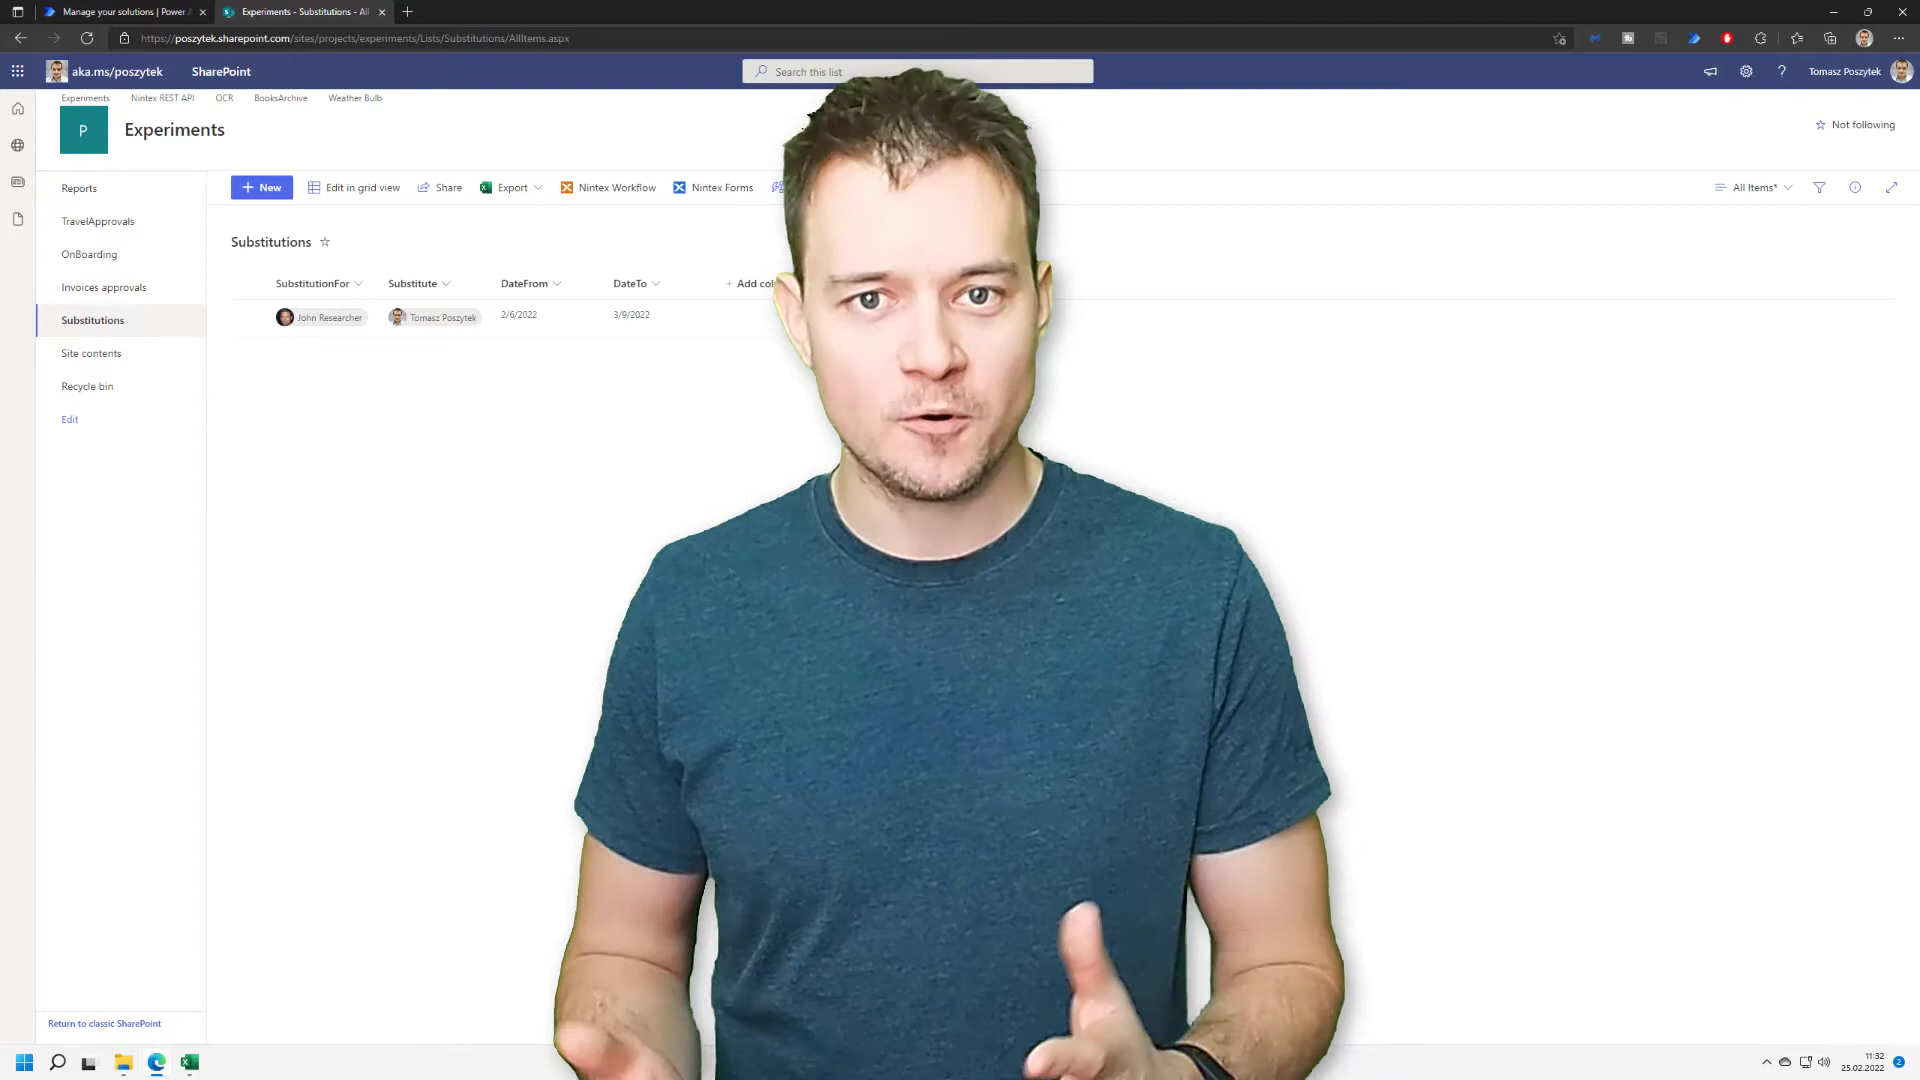 Manage your solutions | Power A
Experiments - Substitutions - All
https://poszytek.sharepoint.com/sites/projects/experiments/Lists/Substitutions/AllItems.aspx
aka.ms/poszytek
SharePoint
Search this list
Tomasz Poszytek
Experiments
Nintex REST API
OCR
BooksArchive
Weather Bulb
P
Experiments
Not following
Reports
TravelApprovals
OnBoarding
Invoices approvals
Substitutions
Site contents
Recycle bin
Edit
Return to classic SharePoint
+ New
Edit in grid view
Share
Export
Nintex Workflow
Nintex Forms
All Items*
Substitutions
SubstitutionFor
Substitute
DateFrom
DateTo
+ Add
John Researcher
Tomasz Poszytek
2/6/2022
3/9/2022
11:32
25.02.2022
2